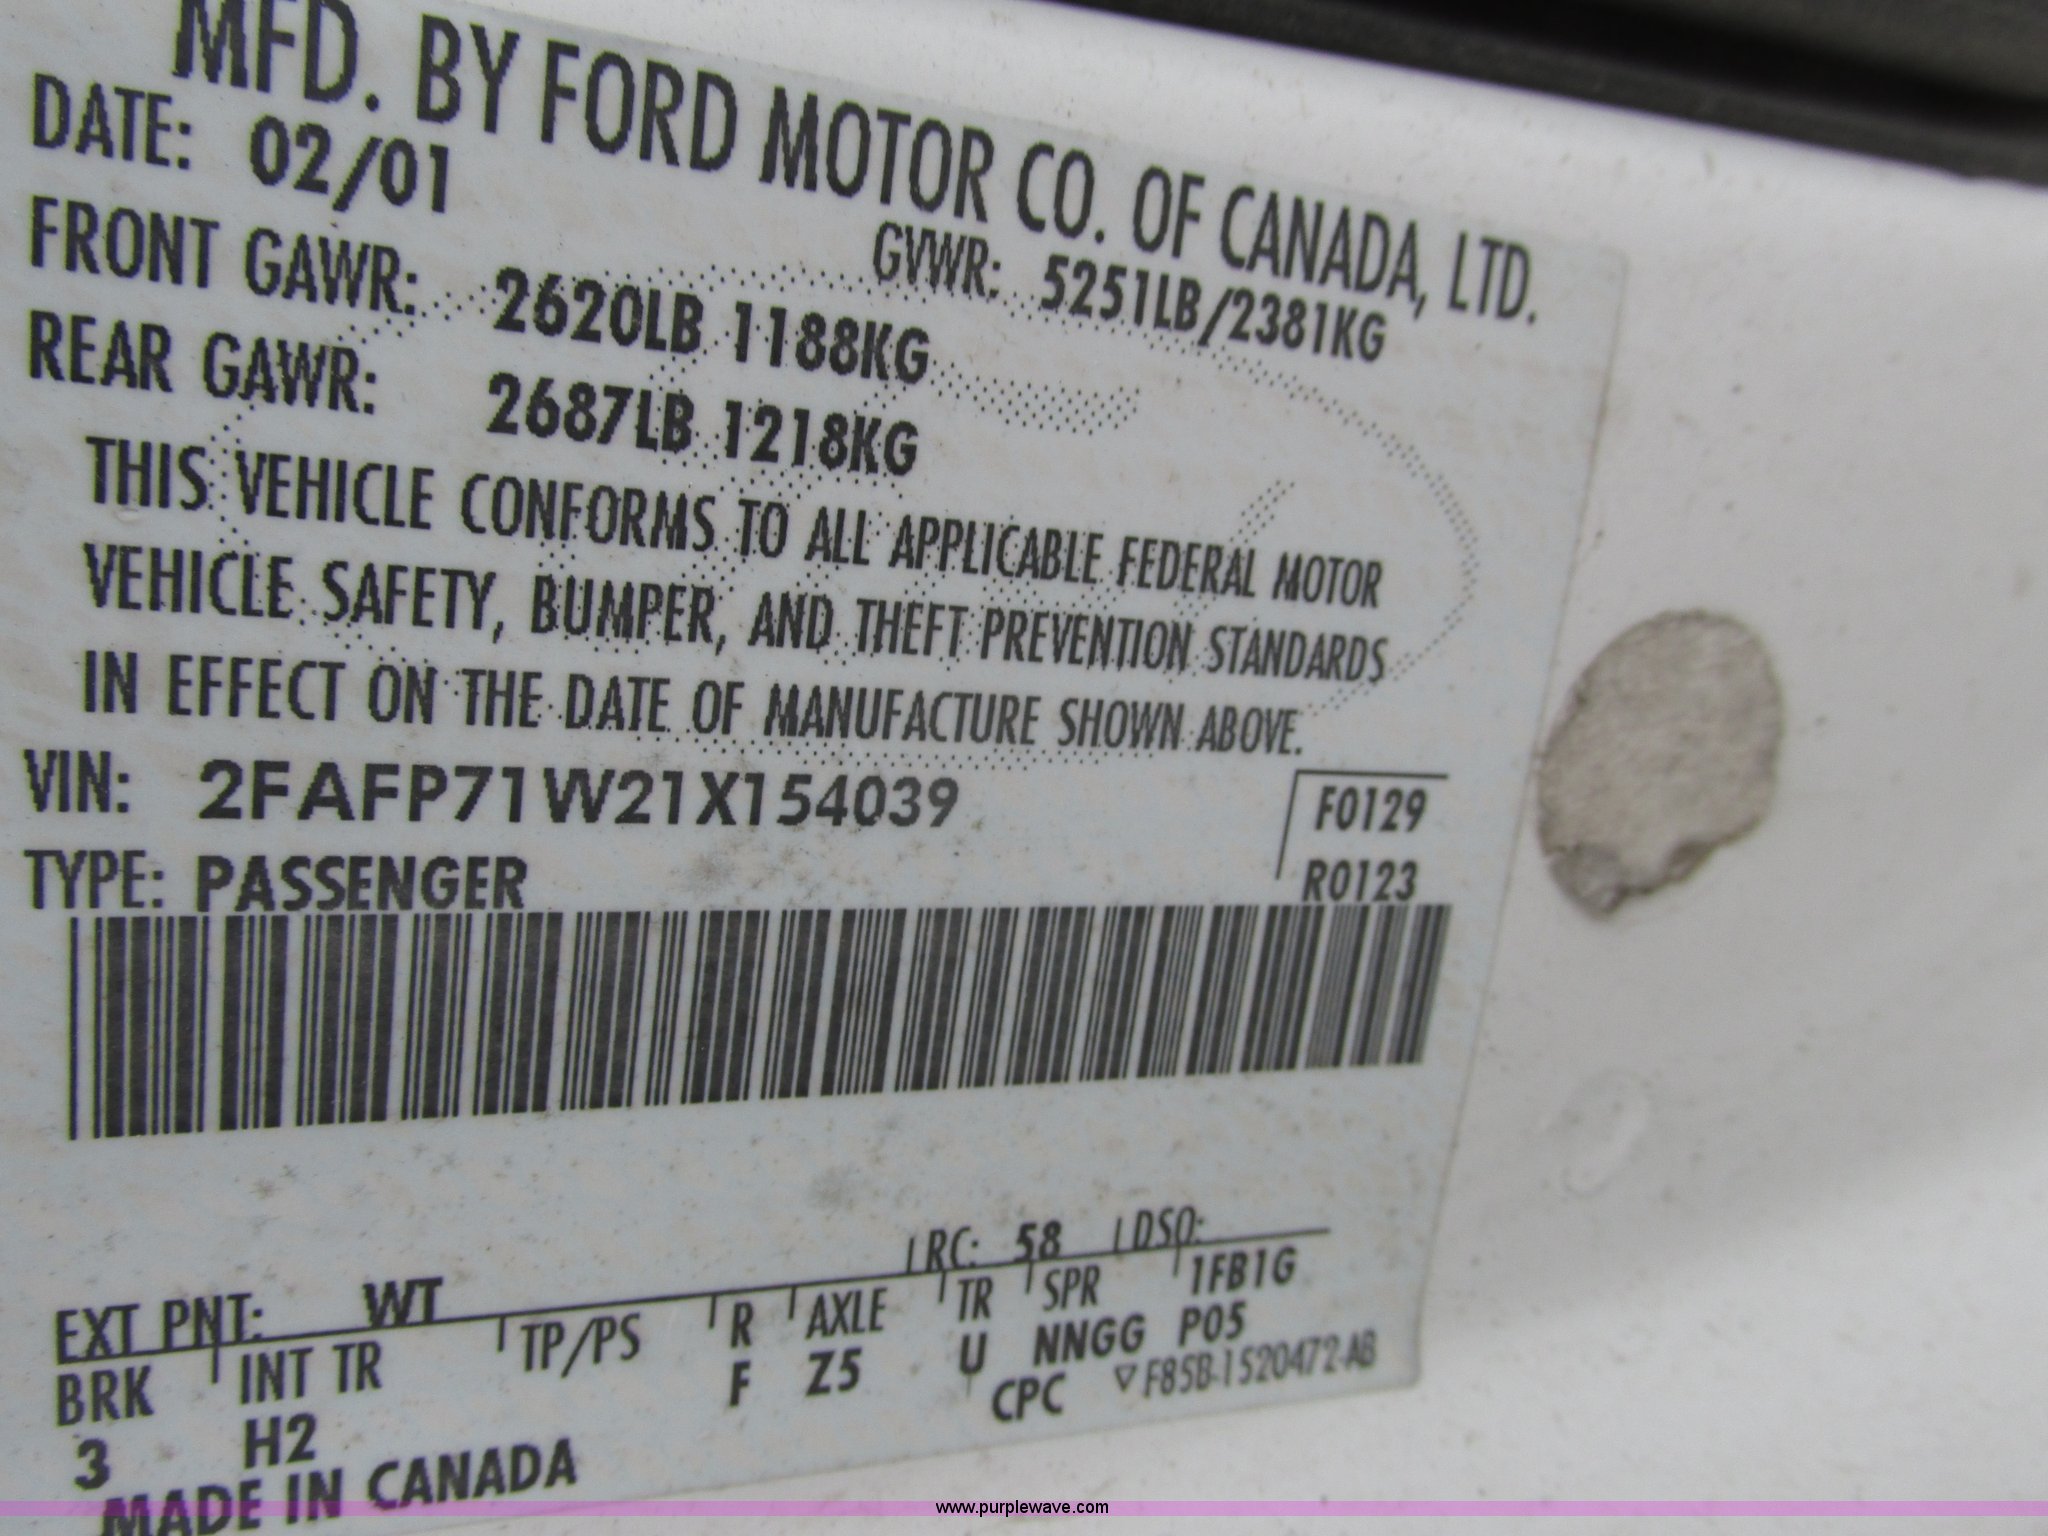 MFD. BY FORD MOTOR CO. OF CANADA, LTD.
DATE: 02/01 GVWR: 5251LB/2381KG
FRONT GAWR: 2620LB 1188KG
REAR GAWR: 2687LB 1218KG
THIS VEHICLE CONFORMS TO ALL APPLICABLE FEDERAL MOTOR
VEHICLE SAFETY, BUMPER, AND THEFT PREVENTION STANDARDS
IN EFFECT ON THE DATE OF MANUFACTURE SHOWN ABOVE.
VIN: 2FAFP71W21X154039 F0129
TYPE: PASSENGER R0123
EXT PNT: WT RC: 58 DSO:
BRK INT TR TP/PS R AXLE TR SPR 1FB1G
3 H2 F Z5 U NNGG P05
MADE IN CANADA CPC ▽F85B-1520472-AB
www.purplewave.com